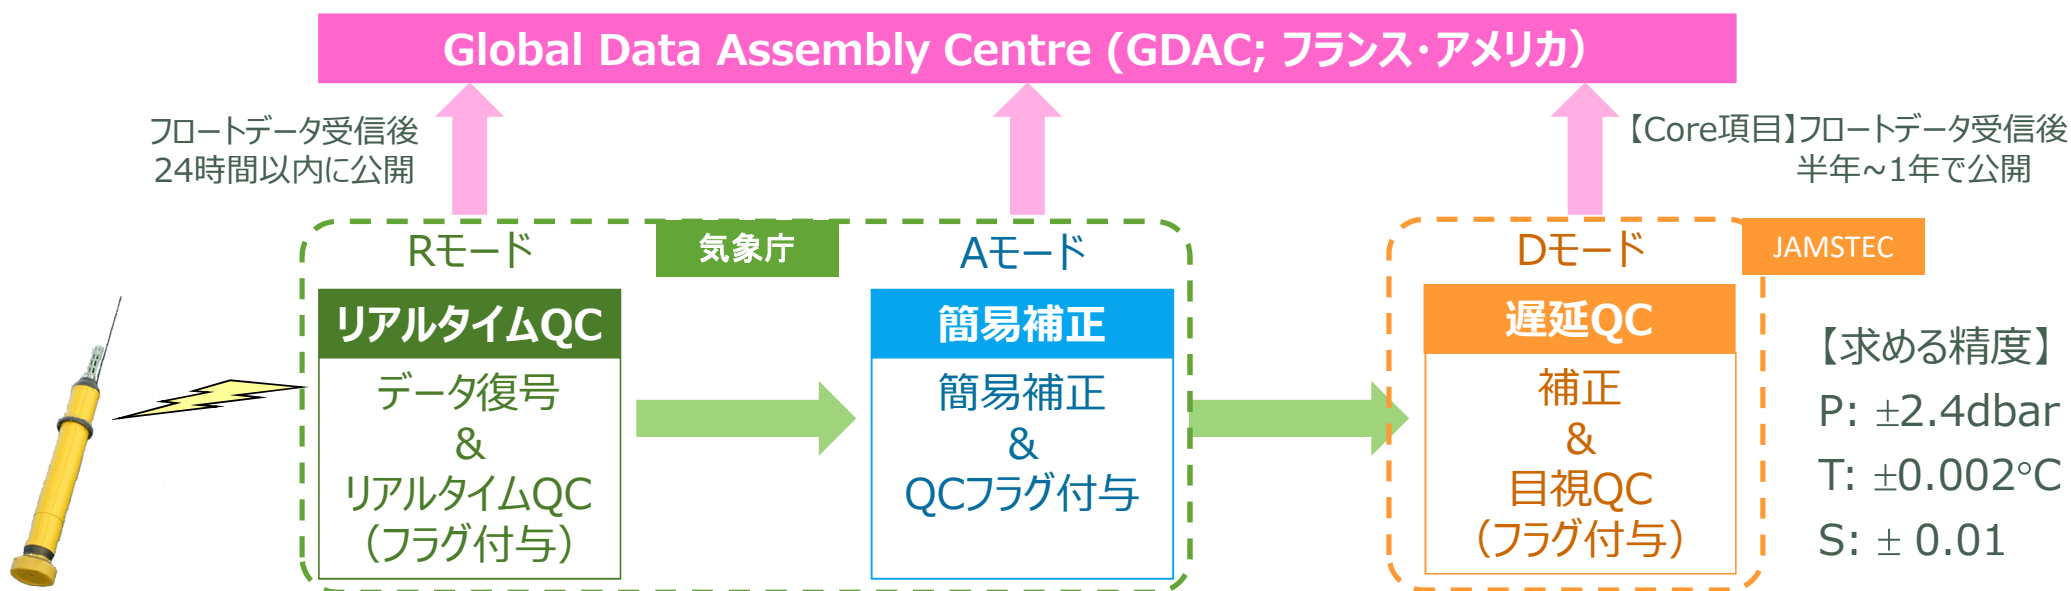 Global Data Assembly Centre (GDAC; フランス・アメリカ）
フロートデータ受信後
24時間以内に公開
【Core項目】フロートデータ受信後
半年~1年で公開
Rモード
気象庁
Aモード
Dモード
JAMSTEC
リアルタイムQC
データ復号
&
リアルタイムQC
（フラグ付与）
簡易補正
簡易補正
&
QCフラグ付与
遅延QC
補正
&
目視QC
（フラグ付与）
【求める精度】
P: ±2.4dbar
T: ±0.002°C
S: ± 0.01